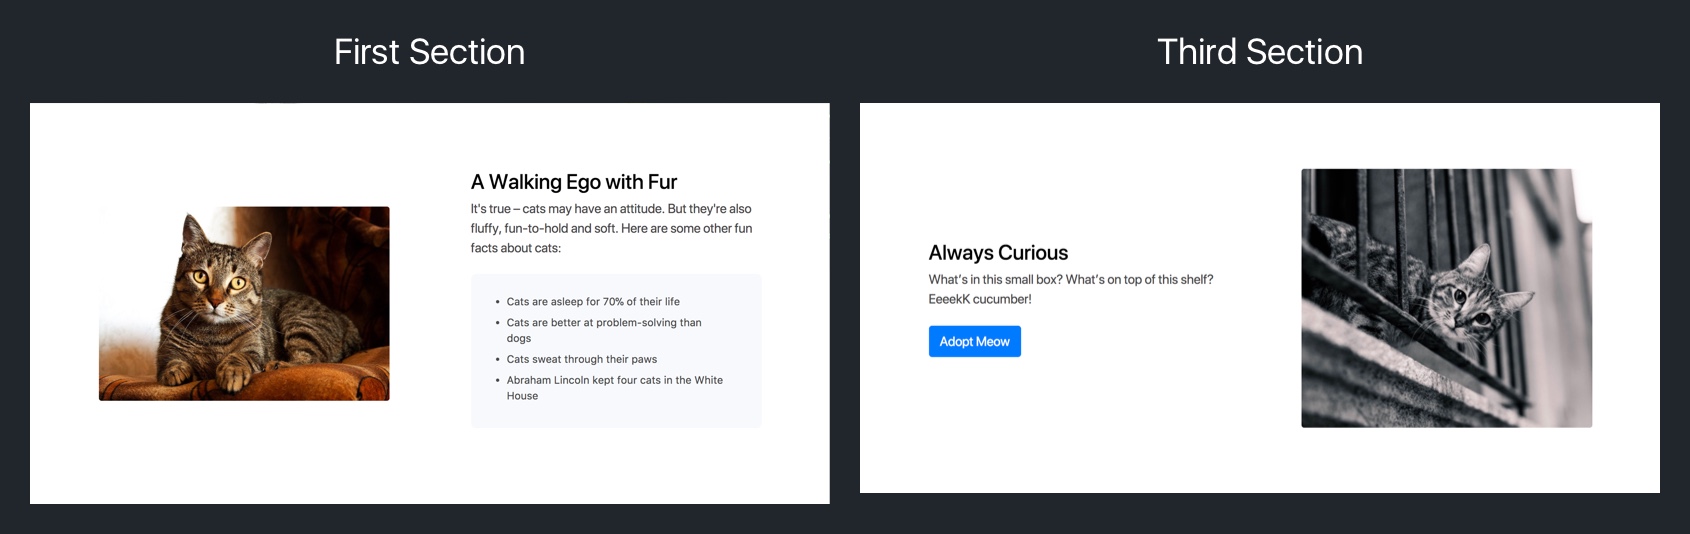 First Section
A Walking Ego with Fur
It's true – cats may have an attitude. But they're also
fluffy, fun-to-hold and soft. Here are some other fun
facts about cats:
• Cats are asleep for 70% of their life
• Cats are better at problem-solving than
dogs
• Cats sweat through their paws
• Abraham Lincoln kept four cats in the White
House
Third Section
Always Curious
What’s in this small box? What’s on top of this shelf?
EeeekK cucumber!
Adopt Meow